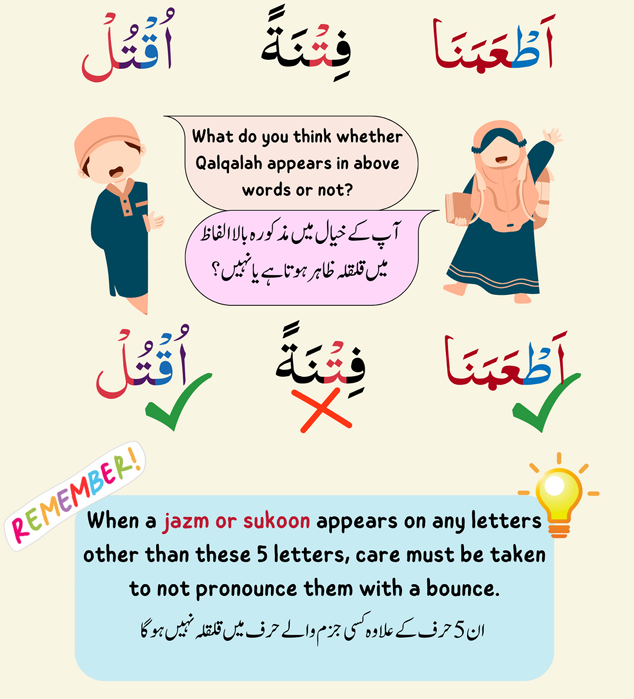 اَطْعَمَنَا فِتْنَةً اُقْتُلْ
What do you think whether
Qalqalah appears in above
words or not?
آپ کے خیال میں مذکورہ بالا الفاظ
میں قلقلہ ظاہر ہوتا ہے یا نہیں؟
اَطْعَمَنَا فِتْنَةً اُقْتُلْ
REMEMBER!
When a jazm or sukoon appears on any letters
other than these 5 letters, care must be taken
to not pronounce them with a bounce.
ان 5 حرف کے علاوہ کسی جزم والے حرف میں قلقلہ نہیں ہوگا